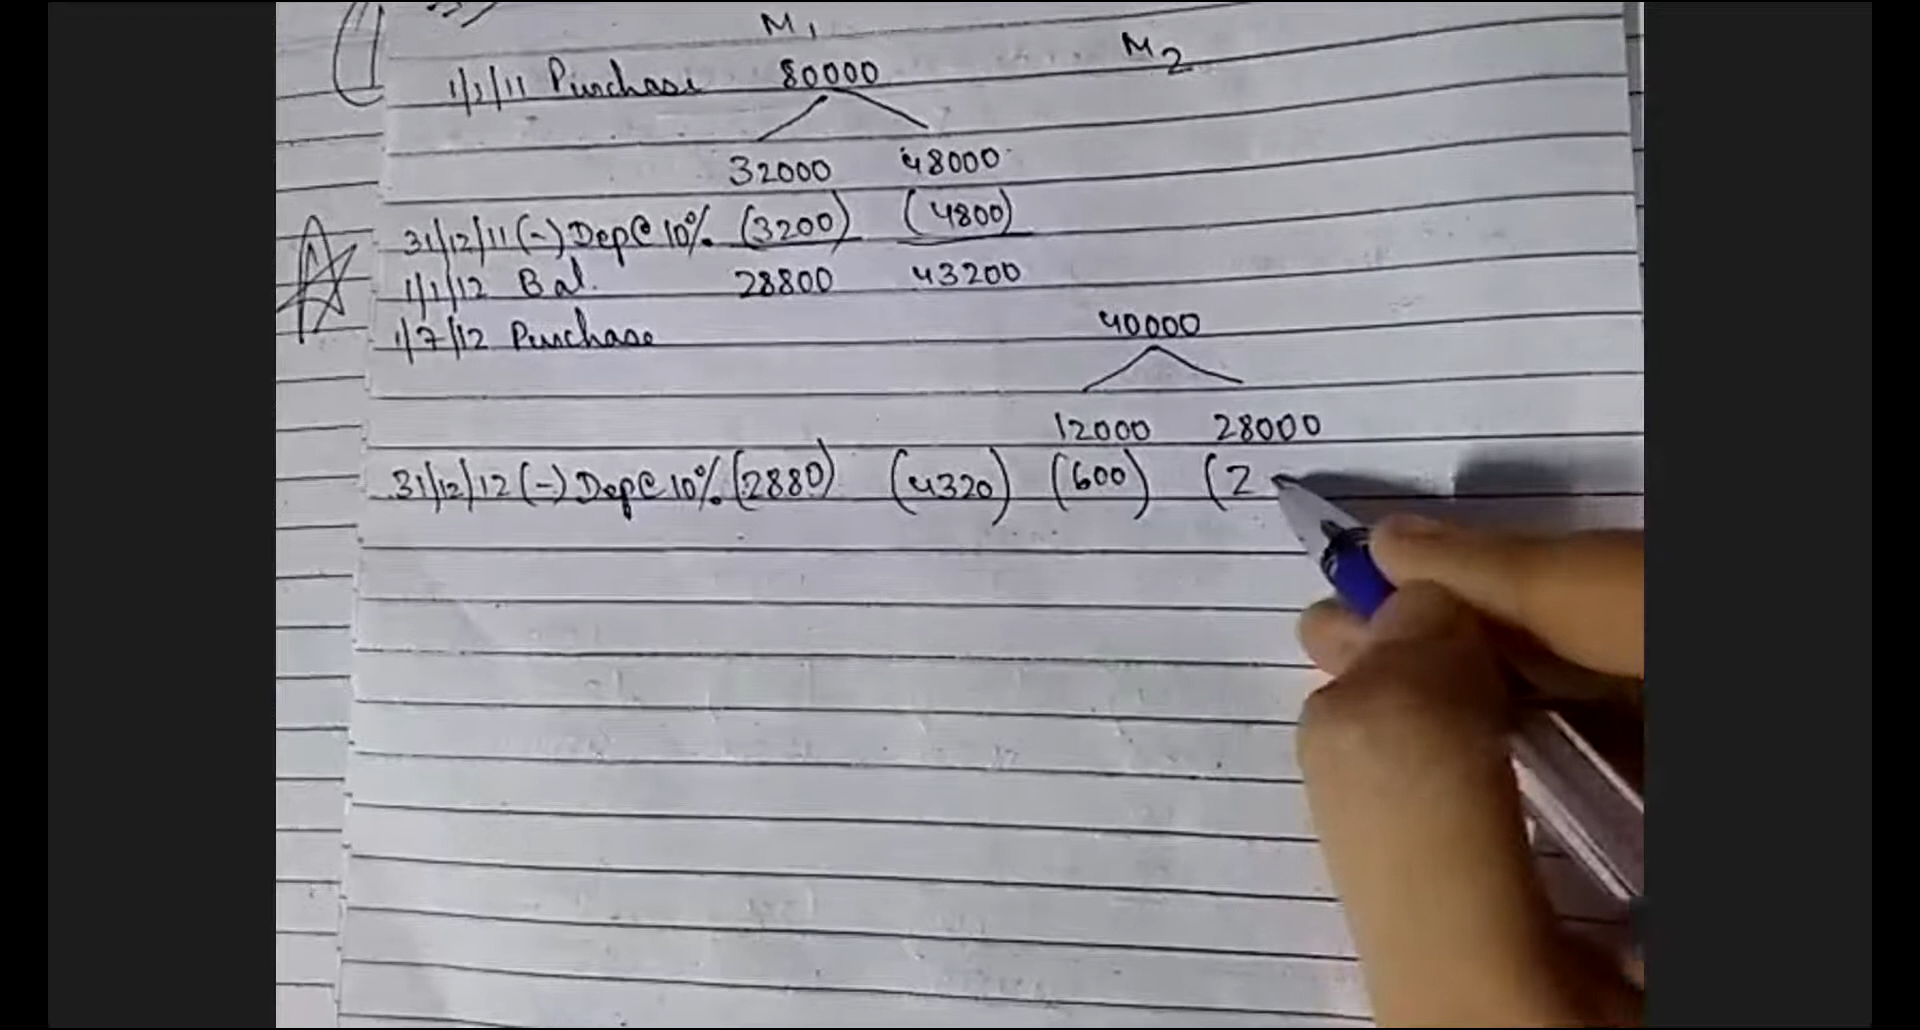 M1
M2
1/1/11 Purchase 80000
32000 48000
31/12/11 (-) Dep@ 10% (3200) (4800)
1/1/12 Bal. 28800 43200
1/7/12 Purchase 40000
12000 28000
31/12/12 (-) Dep@ 10% (2880) (4320) (600) (2